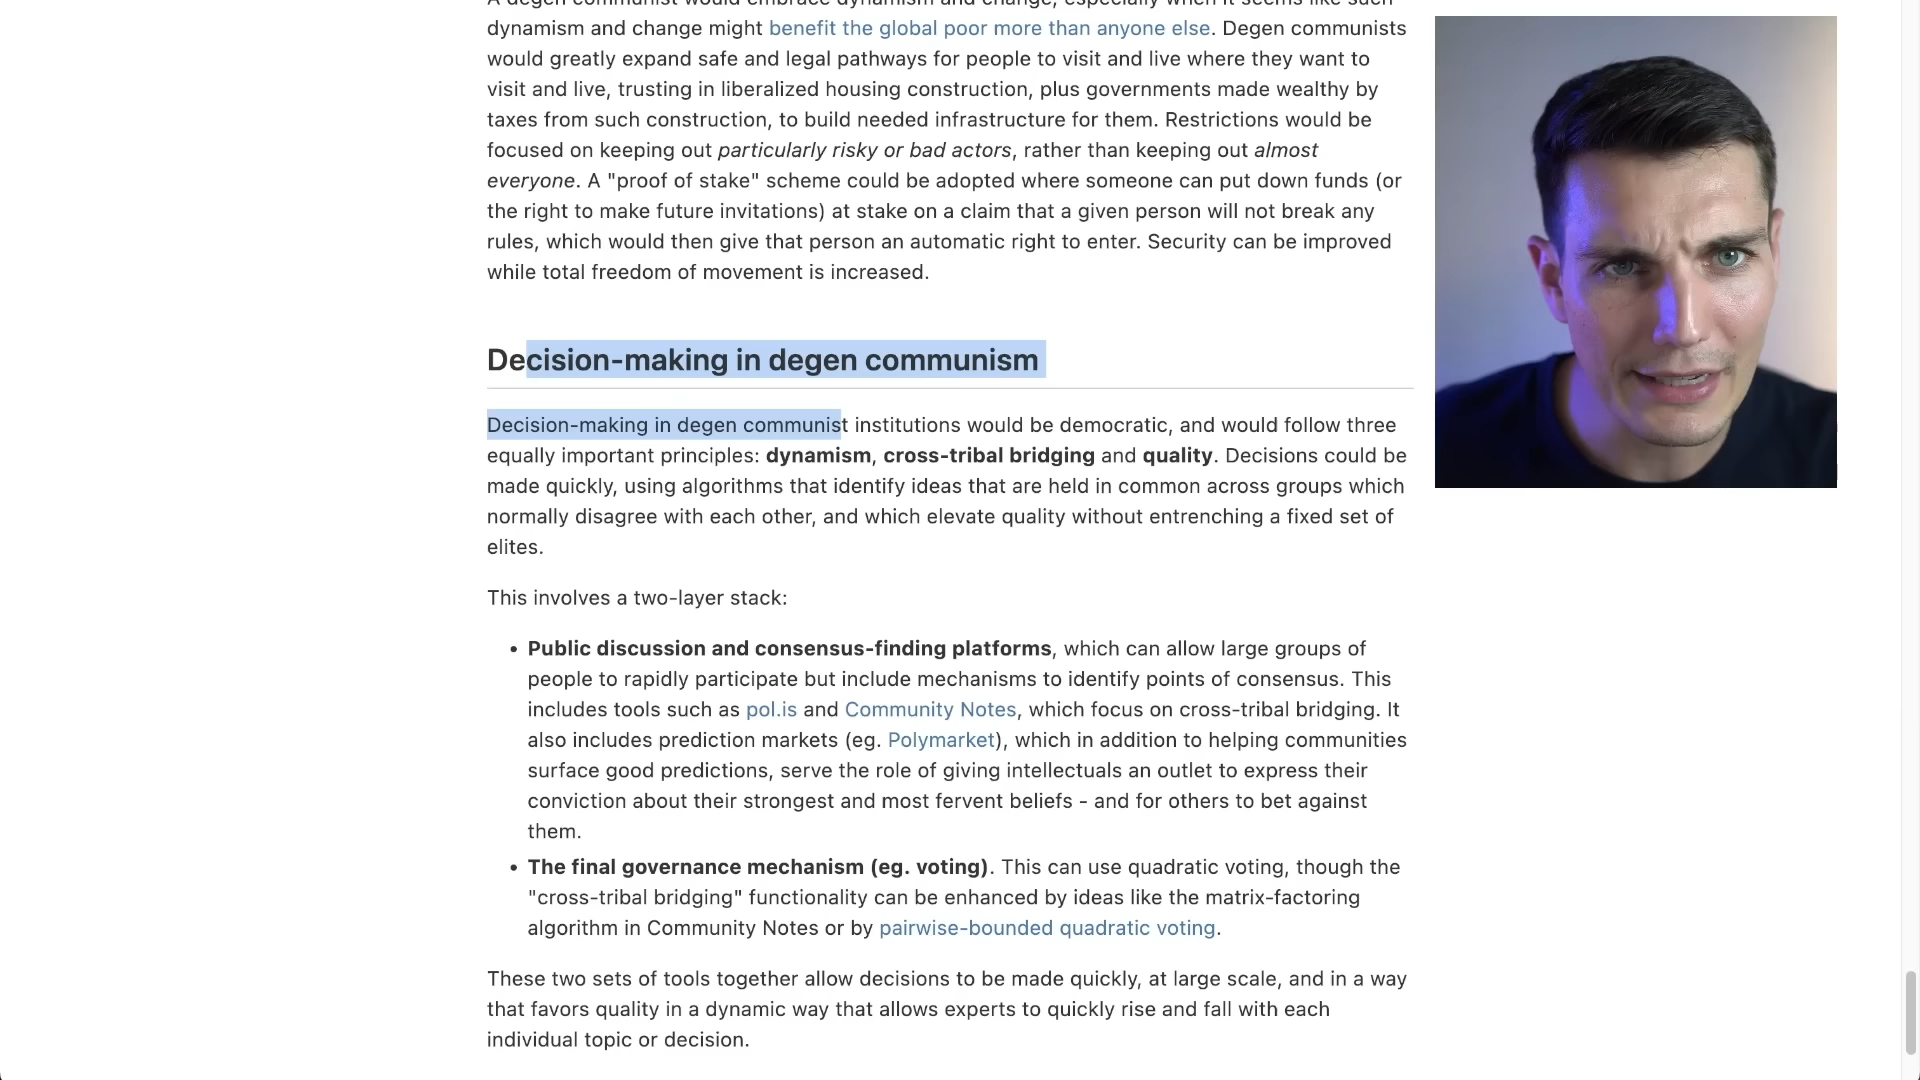 A degen communist would embrace dynamism and change, especially when it seems like such
dynamism and change might benefit the global poor more than anyone else. Degen communists
would greatly expand safe and legal pathways for people to visit and live where they want to
visit and live, trusting in liberalized housing construction, plus governments made wealthy by
taxes from such construction, to build needed infrastructure for them. Restrictions would be
focused on keeping out particularly risky or bad actors, rather than keeping out almost
everyone. A "proof of stake" scheme could be adopted where someone can put down funds (or
the right to make future invitations) at stake on a claim that a given person will not break any
rules, which would then give that person an automatic right to enter. Security can be improved
while total freedom of movement is increased.
Decision-making in degen communism
Decision-making in degen communist institutions would be democratic, and would follow three
equally important principles: dynamism, cross-tribal bridging and quality. Decisions could be
made quickly, using algorithms that identify ideas that are held in common across groups which
normally disagree with each other, and which elevate quality without entrenching a fixed set of
elites.
This involves a two-layer stack:
• Public discussion and consensus-finding platforms, which can allow large groups of
people to rapidly participate but include mechanisms to identify points of consensus. This
includes tools such as pol.is and Community Notes, which focus on cross-tribal bridging. It
also includes prediction markets (eg. Polymarket), which in addition to helping communities
surface good predictions, serve the role of giving intellectuals an outlet to express their
conviction about their strongest and most fervent beliefs - and for others to bet against
them.
• The final governance mechanism (eg. voting). This can use quadratic voting, though the
"cross-tribal bridging" functionality can be enhanced by ideas like the matrix-factoring
algorithm in Community Notes or by pairwise-bounded quadratic voting.
These two sets of tools together allow decisions to be made quickly, at large scale, and in a way
that favors quality in a dynamic way that allows experts to quickly rise and fall with each
individual topic or decision.